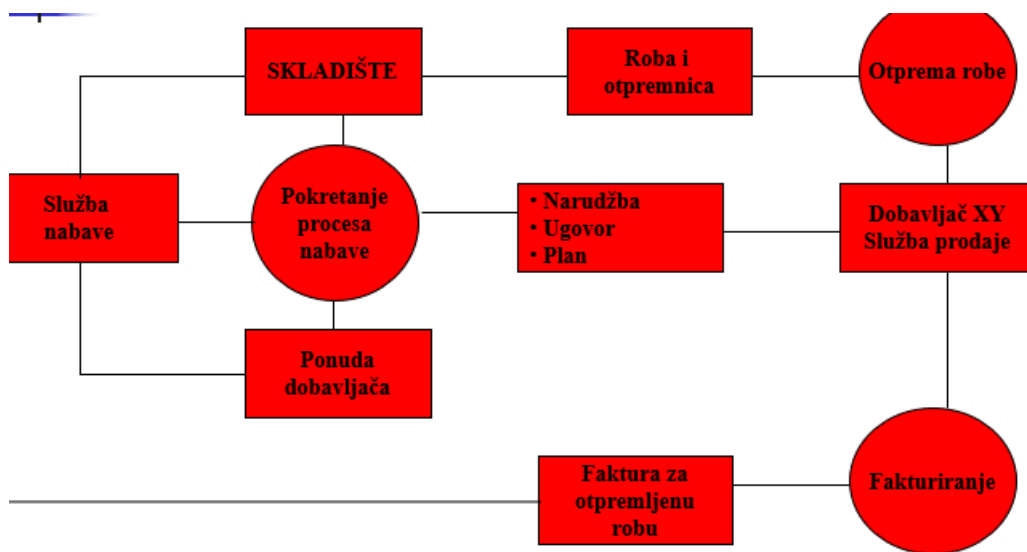 SKLADIŠTE
Roba i
otpremnica
Otprema robe
Služba
nabave
Pokretanje
procesa
nabave
• Narudžba
• Ugovor
• Plan
Dobavljač XY
Služba prodaje
Ponuda
dobavljača
Faktura za
otpremljenu
robu
Fakturiranje